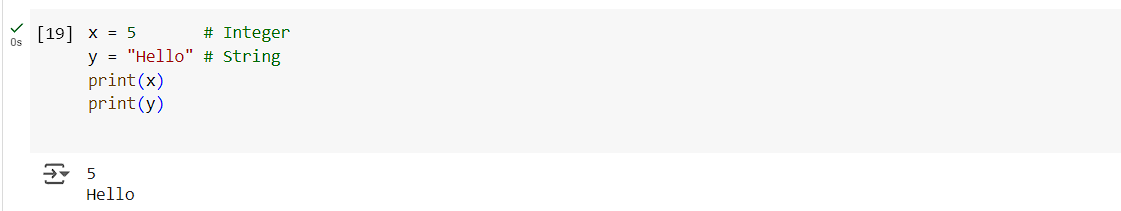 [19] x = 5       # Integer
y = "Hello" # String
print(x)
print(y)
0s
5
Hello